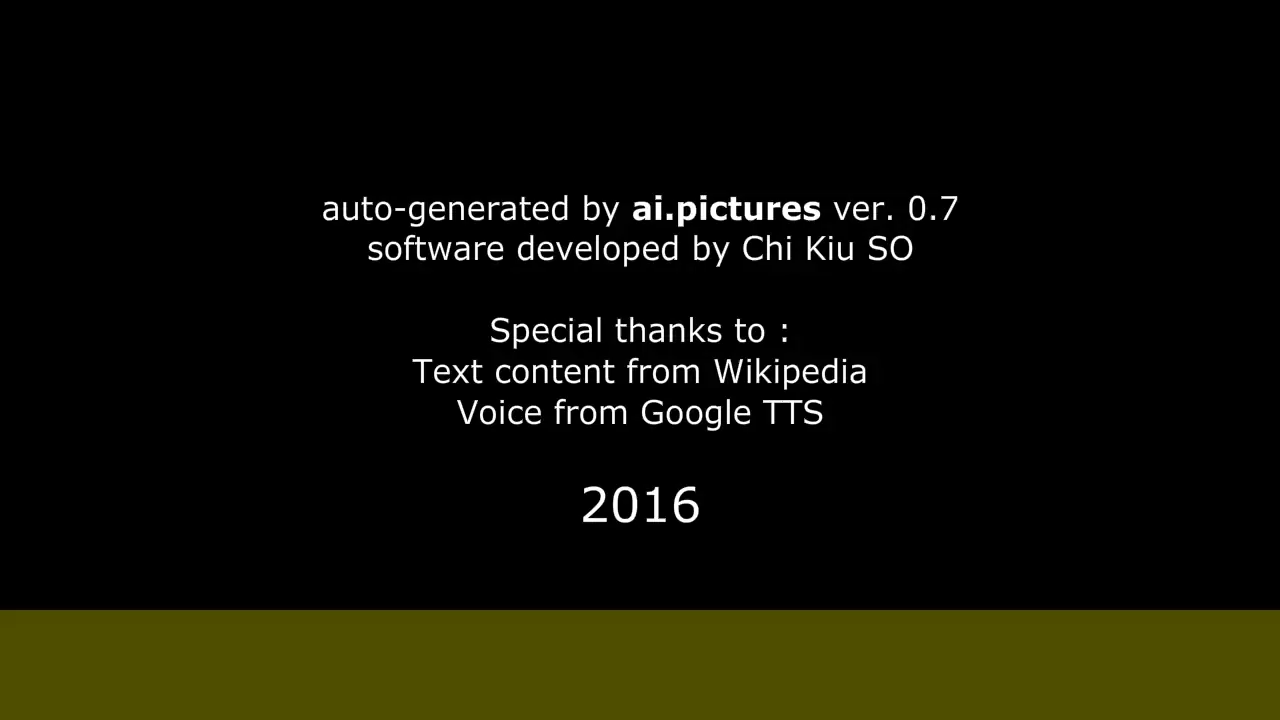 auto-generated by ai.pictures ver. 0.7
software developed by Chi Kiu SO
Special thanks to :
Text content from Wikipedia
Voice from Google TTS
2016